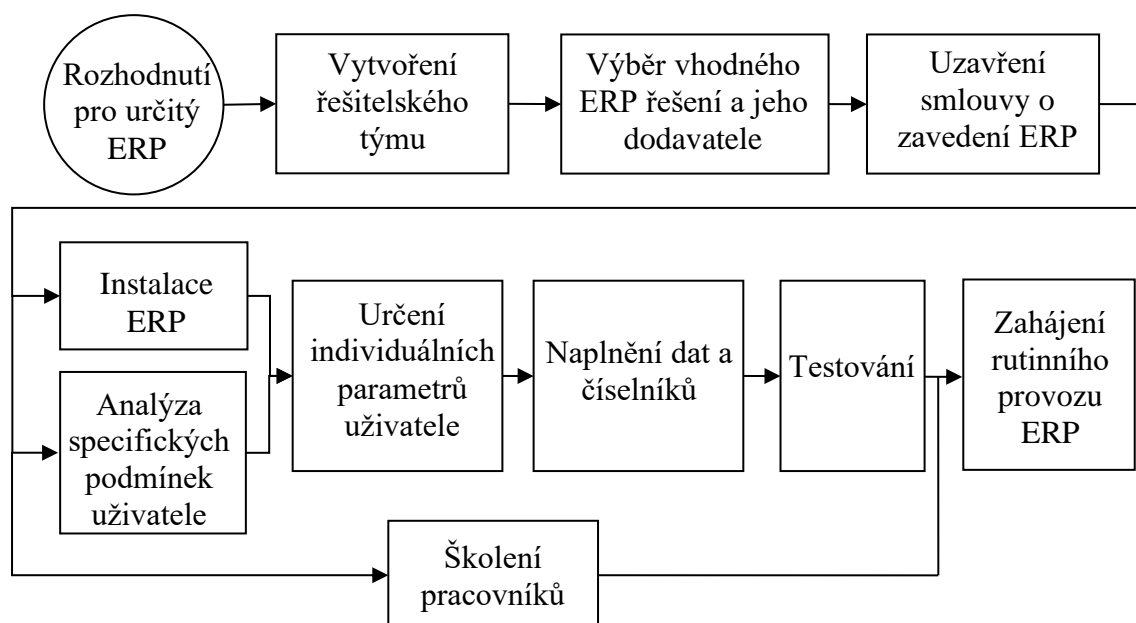 Rozhodnutí
pro určitý
ERP
Vytvoření
řešitelského
týmu
Výběr vhodného
ERP řešení a jeho
dodavatele
Uzavření
smlouvy o
zavedení ERP
Instalace
ERP
Analýza
specifických
podmínek
uživatele
Určení
individuálních
parametrů
uživatele
Naplnění dat a
číselníků
Testování
Zahájení
rutinního
provozu
ERP
Školení
pracovníků